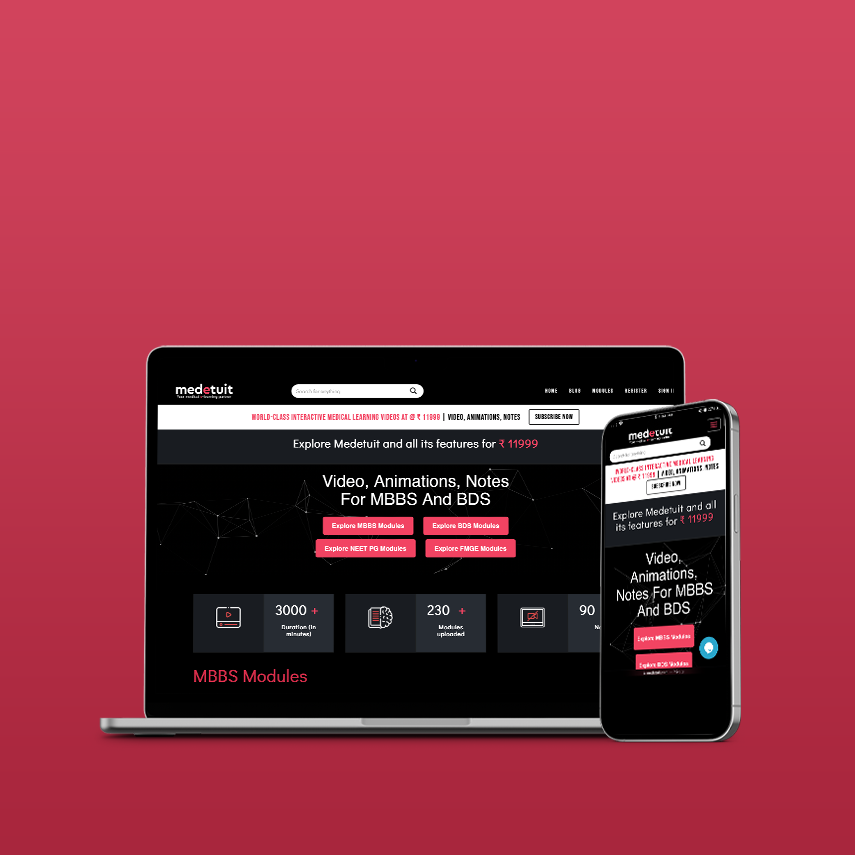 medetuit
Your medical e-learning partner
Search for anything
HOME BLOG MODULES REGISTER SIGN
WORLD-CLASS INTERACTIVE MEDICAL LEARNING VIDEOS AT @ ₹ 11999 | VIDEO, ANIMATIONS, NOTES
SUBSCRIBE NOW
Explore Medetuit and all its features for ₹ 11999
Video, Animations, Notes
For MBBS And BDS
Explore MBBS Modules
Explore BDS Modules
Explore NEET PG Modules
Explore FMGE Modules
3000 +
Duration (in
minutes)
230 +
Modules
uploaded
90
MBBS Modules
medetuit
WORLD-CLASS INTERACTIVE MEDICAL LEARNING
VIDEOS AT @ ₹ 11999 | VIDEO, ANIMATIONS, NOTES
SUBSCRIBE NOW
Explore Medetuit and all
its features for ₹ 11999
Video,
Animations,
Notes For MBBS
And BDS
Explore MBBS Modules
Explore BDS Modules